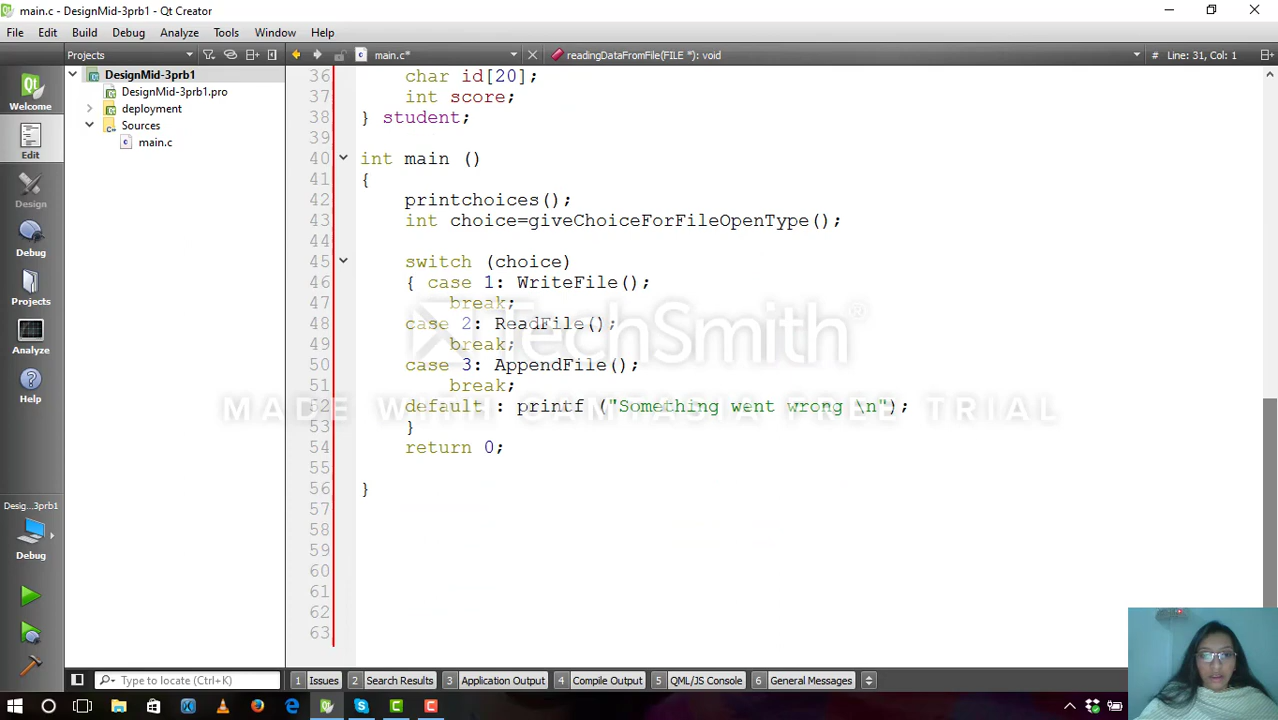 main.c - DesignMid-3prb1 - Qt Creator
File Edit Build Debug Analyze Tools Window Help
Projects main.c* readingDataFromFile(FILE *): void # Line: 31, Col: 1
DesignMid-3prb1
DesignMid-3prb1.pro
deployment
Sources
main.c
Welcome
Edit
Design
Debug
Projects
Analyze
Help
Desig...3prb1
Debug
36 char id[20];
37 int score;
38 } student;
39
40 int main ()
41 {
42 printchoices();
43 int choice=giveChoiceForFileOpenType();
44
45 switch (choice)
46 { case 1: WriteFile();
47 break;
48 case 2: ReadFile();
49 break;
50 case 3: AppendFile();
51 break;
52 default : printf ("Something went wrong \n");
53 }
54 return 0;
55
56 }
57
58
59
60
61
62
63
TechSmith®
MADE WITH CAMTASIA FREE TRIAL
Type to locate (Ctrl+K) 1 Issues 2 Search Results 3 Application Output 4 Compile Output 5 QML/JS Console 6 General Messages